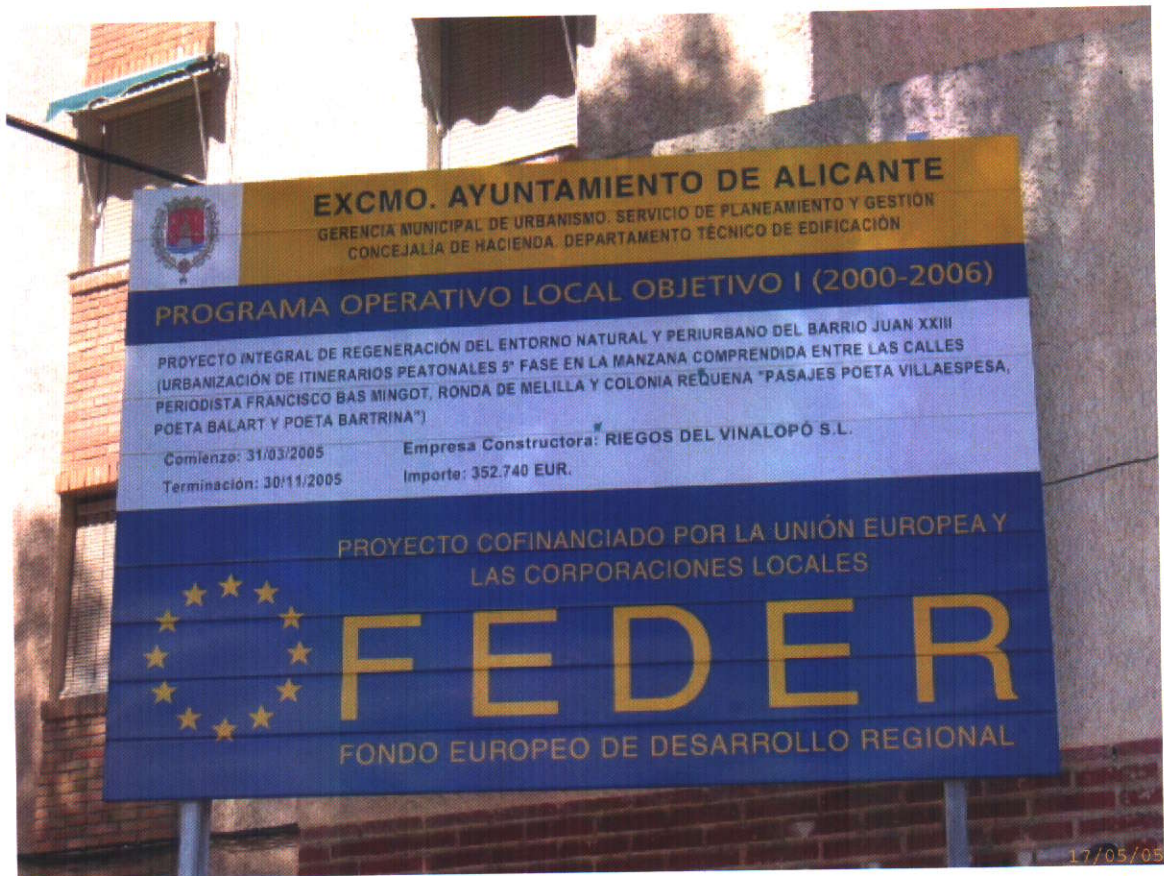 EXCMO. AYUNTAMIENTO DE ALICANTE
GERENCIA MUNICIPAL DE URBANISMO. SERVICIO DE PLANEAMIENTO Y GESTIÓN
CONCEJALÍA DE HACIENDA. DEPARTAMENTO TÉCNICO DE EDIFICACIÓN
PROGRAMA OPERATIVO LOCAL OBJETIVO I (2000-2006)
PROYECTO INTEGRAL DE REGENERACIÓN DEL ENTORNO NATURAL Y PERIURBANO DEL BARRIO JUAN XXIII
(URBANIZACIÓN DE ITINERARIOS PEATONALES 5ª FASE EN LA MANZANA COMPRENDIDA ENTRE LAS CALLES
PERIODISTA FRANCISCO BAS MINGOT, RONDA DE MELILLA Y COLONIA REQUENA "PASAJES POETA VILLAESPESA,
POETA BALART Y POETA BARTRINA")
Comienzo: 31/03/2005 Empresa Constructora: RIEGOS DEL VINALOPÓ S.L.
Terminación: 30/11/2005 Importe: 352.740 EUR.
PROYECTO COFINANCIADO POR LA UNIÓN EUROPEA Y
LAS CORPORACIONES LOCALES
FEDER
FONDO EUROPEO DE DESARROLLO REGIONAL
17/05/05